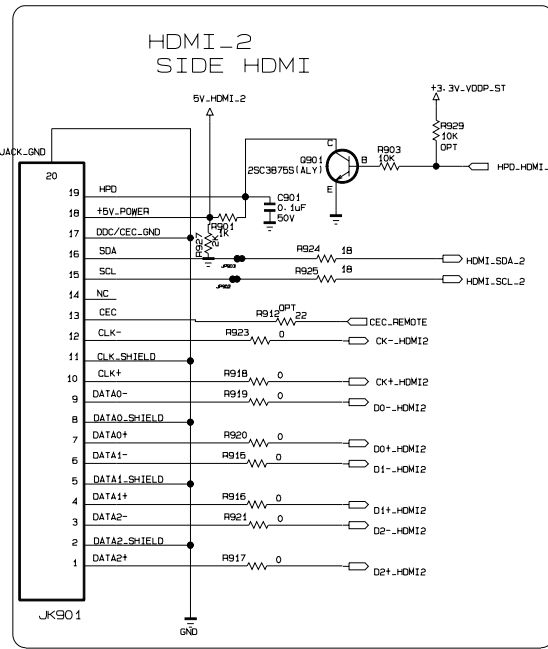 HDMI_2
SIDE HDMI
+3.3V_VDDP_ST
5V_HDMI_2
R929
10K
OPT
JACK_GND
C
Q901
2SC3875S(ALY)
B
E
R903
10K
HPD_HDMI_
20
19 HPD
C901
0.1uF
50V
18 +5V_POWER
R901
1K
R927
2K
17 DDC/CEC_GND
16 SDA
JP903
R924 18
HDMI_SDA_2
15 SCL
JP902
R925 18
HDMI_SCL_2
14 NC
13 CEC
OPT
R912 22
CEC_REMOTE
12 CLK-
R923 0
CK-_HDMI2
11 CLK_SHIELD
10 CLK+
R918 0
CK+_HDMI2
9 DATA0-
R919 0
D0-_HDMI2
8 DATA0_SHIELD
7 DATA0+
R920 0
D0+_HDMI2
6 DATA1-
R915 0
D1-_HDMI2
5 DATA1_SHIELD
4 DATA1+
R916 0
D1+_HDMI2
3 DATA2-
R921 0
D2-_HDMI2
2 DATA2_SHIELD
1 DATA2+
R917 0
D2+_HDMI2
JK901
GND